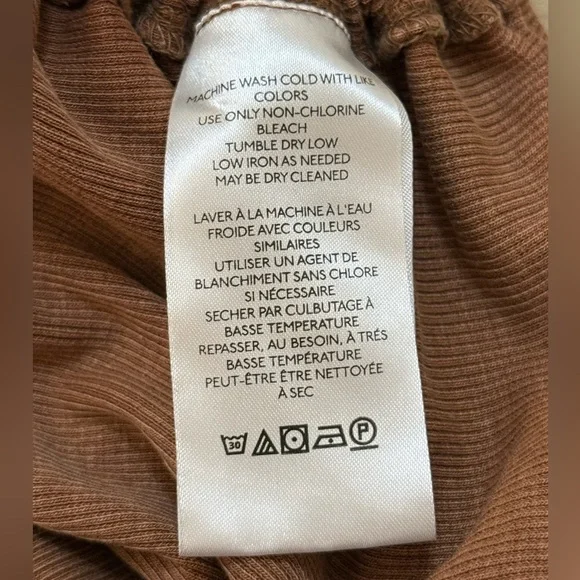 MACHINE WASH COLD WITH LIKE
COLORS
USE ONLY NON-CHLORINE
BLEACH
TUMBLE DRY LOW
LOW IRON AS NEEDED
MAY BE DRY CLEANED
LAVER À LA MACHINE À L'EAU
FROIDE AVEC COULEURS
SIMILAIRES
UTILISER UN AGENT DE
BLANCHIMENT SANS CHLORE
SI NÉCESSAIRE
SECHER PAR CULBUTAGE À
BASSE TEMPERATURE
REPASSER, AU BESOIN, À TRÉS
BASSE TEMPÉRATURE
PEUT-ÊTRE ÊTRE NETTOYÉE
À SEC
30 P